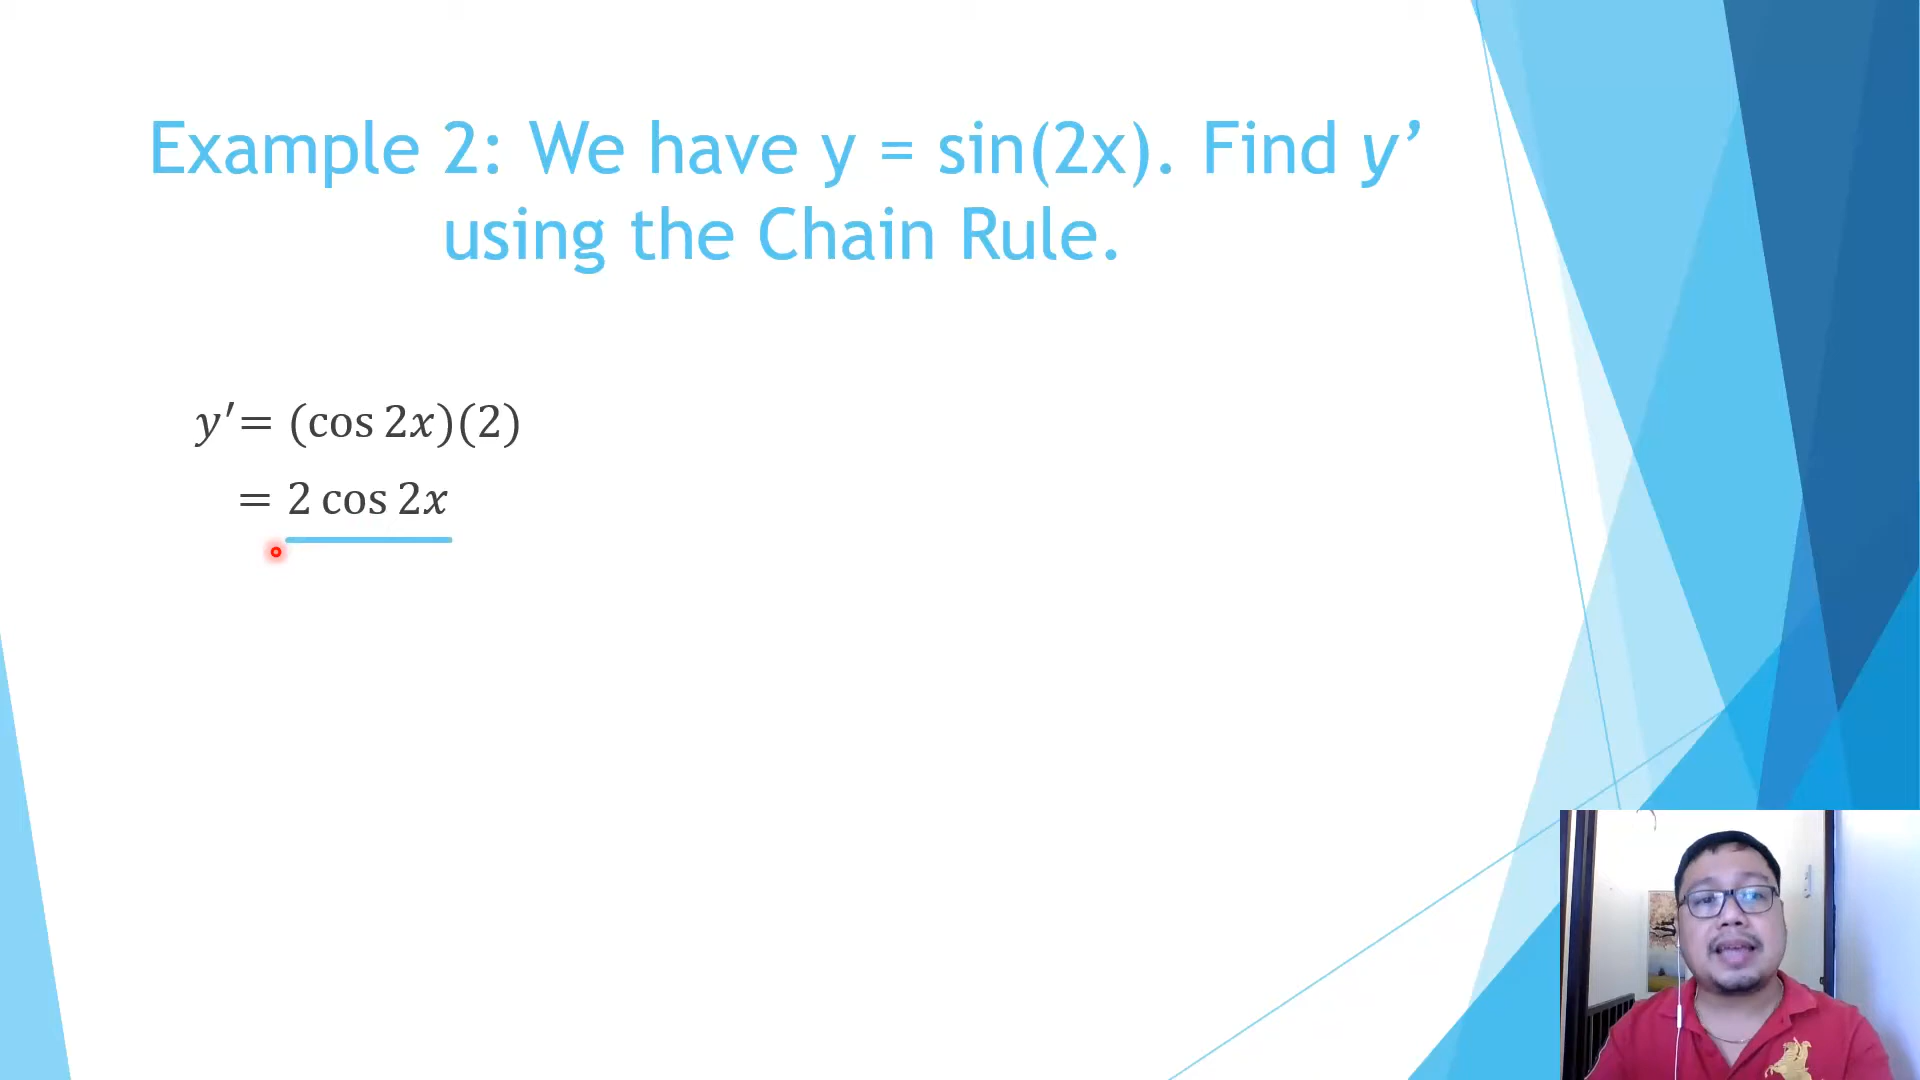 Example 2: We have y = sin(2x). Find y’
using the Chain Rule.
y′= (cos 2x)(2)
= 2 cos 2x